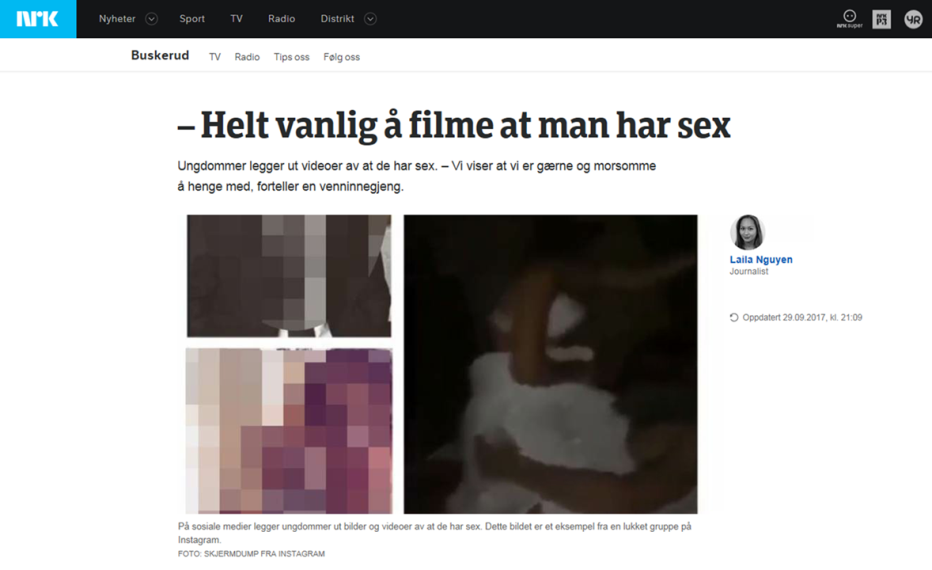 NRK
Nyheter
Sport
TV
Radio
Distrikt
NRK super
NRK P3
YR
Buskerud
TV
Radio
Tips oss
Følg oss
– Helt vanlig å filme at man har sex
Ungdommer legger ut videoer av at de har sex. – Vi viser at vi er gærne og morsomme
å henge med, forteller en venninnegjeng.
Laila Nguyen
Journalist
Oppdatert 29.09.2017, kl. 21:09
På sosiale medier legger ungdommer ut bilder og videoer av at de har sex. Dette bildet er et eksempel fra en lukket gruppe på
Instagram.
FOTO: SKJERMDUMP FRA INSTAGRAM